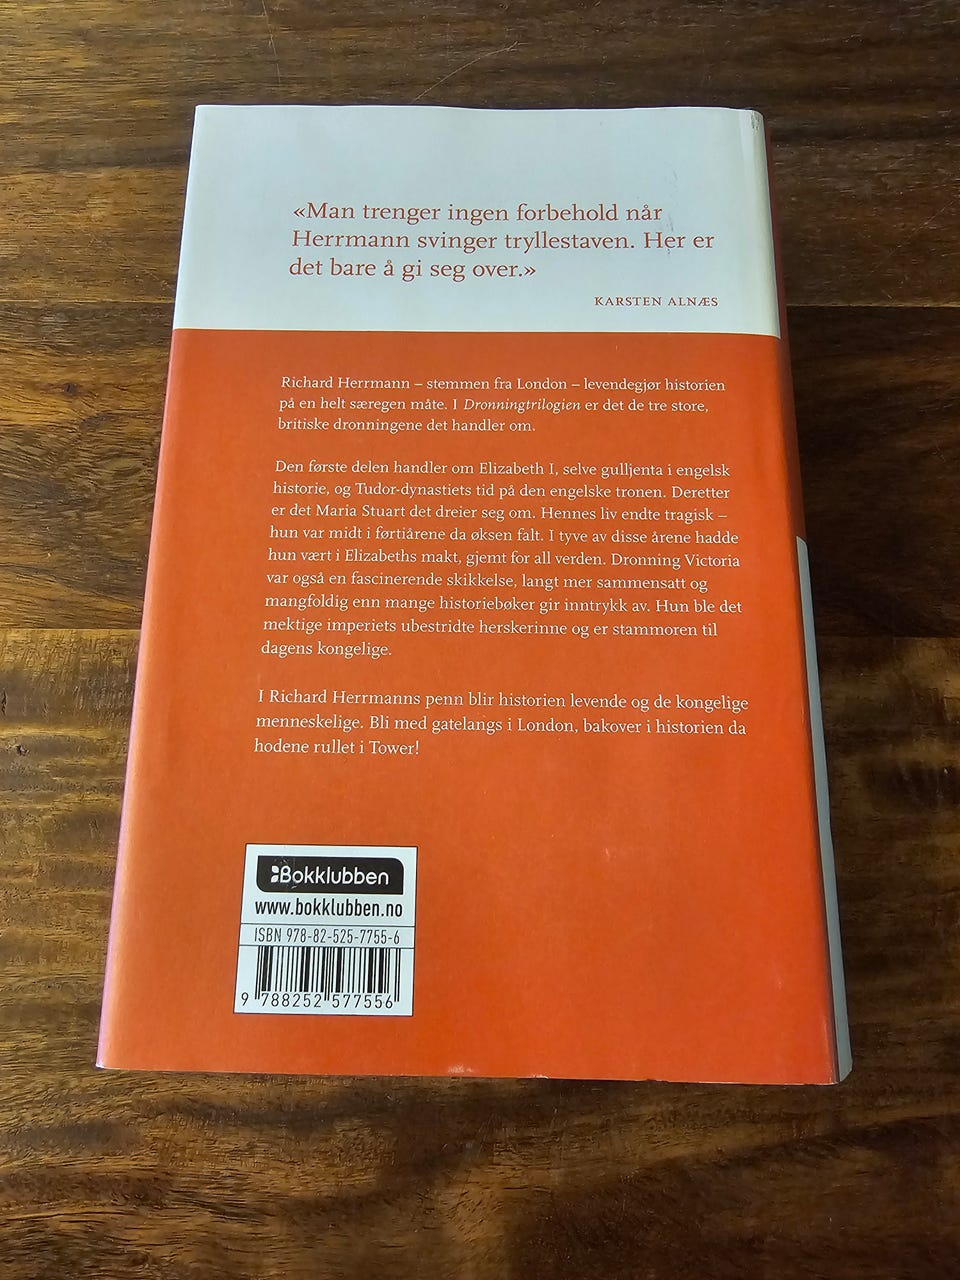 «Man trenger ingen forbehold når
Herrmann svinger tryllestaven. Her er
det bare å gi seg over.»
KARSTEN ALNÆS
Richard Herrmann – stemmen fra London – levendegjør historien
på en helt særegen måte. I Dronningtrilogien er det de tre store,
britiske dronningene det handler om.
Den første delen handler om Elizabeth I, selve gulljenta i engelsk
historie, og Tudor-dynastiets tid på den engelske tronen. Deretter
er det Maria Stuart det dreier seg om. Hennes liv endte tragisk –
hun var midt i førtiårene da øksen falt. I tyve av disse årene hadde
hun vært i Elizabeths makt, gjemt for all verden. Dronning Victoria
var også en fascinerende skikkelse, langt mer sammensatt og
mangfoldig enn mange historiebøker gir inntrykk av. Hun ble det
mektige imperiets ubestridte herskerinne og er stammoren til
dagens kongelige.
I Richard Herrmanns penn blir historien levende og de kongelige
menneskelige. Bli med gatelangs i London, bakover i historien da
hodene rullet i Tower!
Bokklubben
www.bokklubben.no
ISBN 978-82-525-7755-6
9 788252 577556